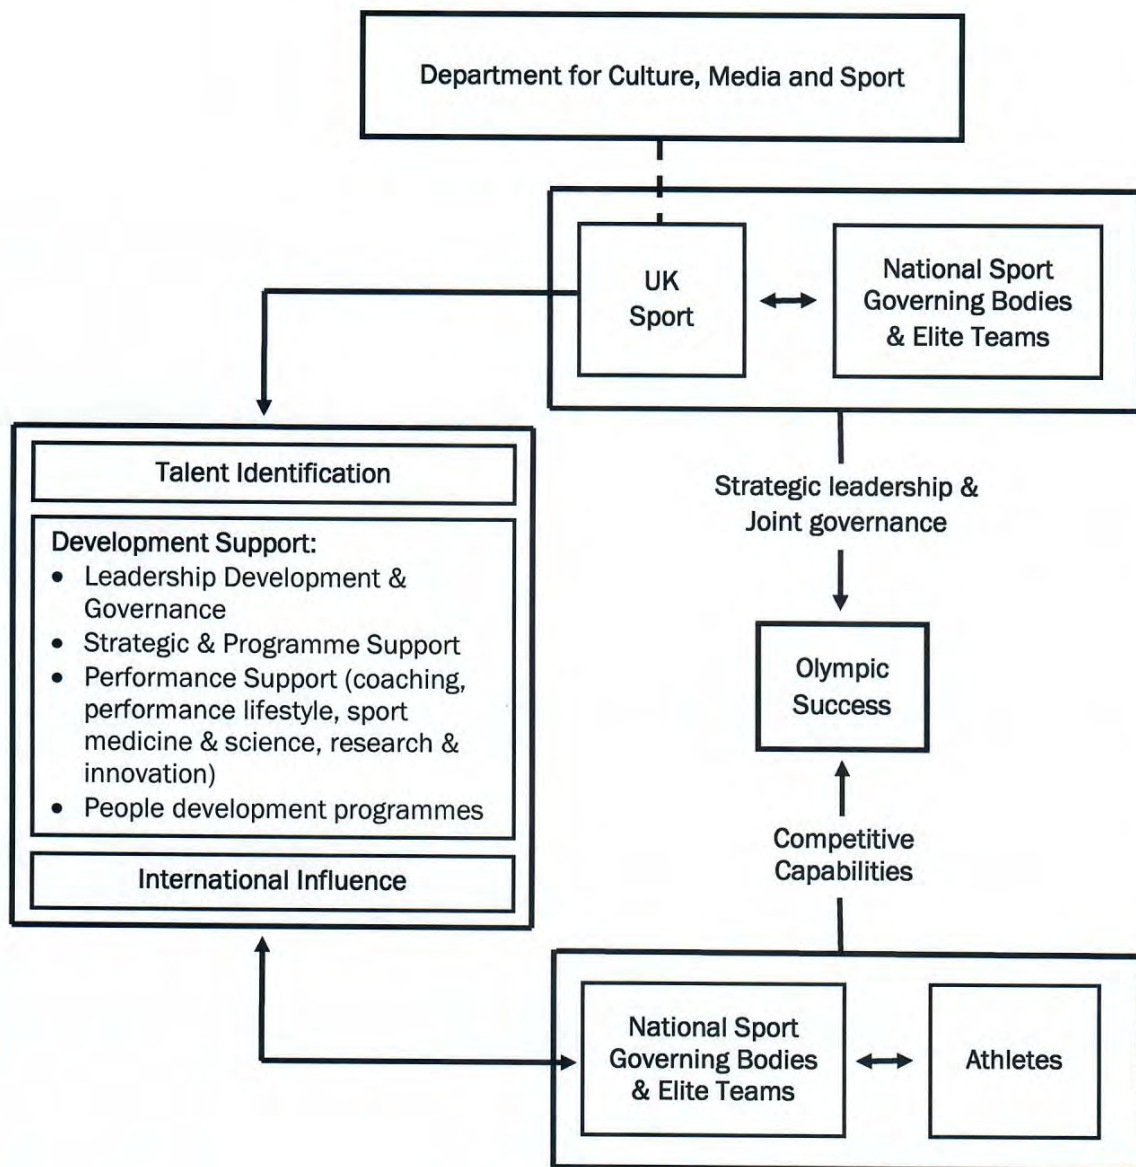 Department for Culture, Media and Sport
UK
Sport
National Sport
Governing Bodies
& Elite Teams
Talent Identification
Development Support:
• Leadership Development &
Governance
• Strategic & Programme Support
• Performance Support (coaching,
performance lifestyle, sport
medicine & science, research &
innovation)
• People development programmes
International Influence
Strategic leadership &
Joint governance
Olympic
Success
Competitive
Capabilities
National Sport
Governing Bodies
& Elite Teams
Athletes